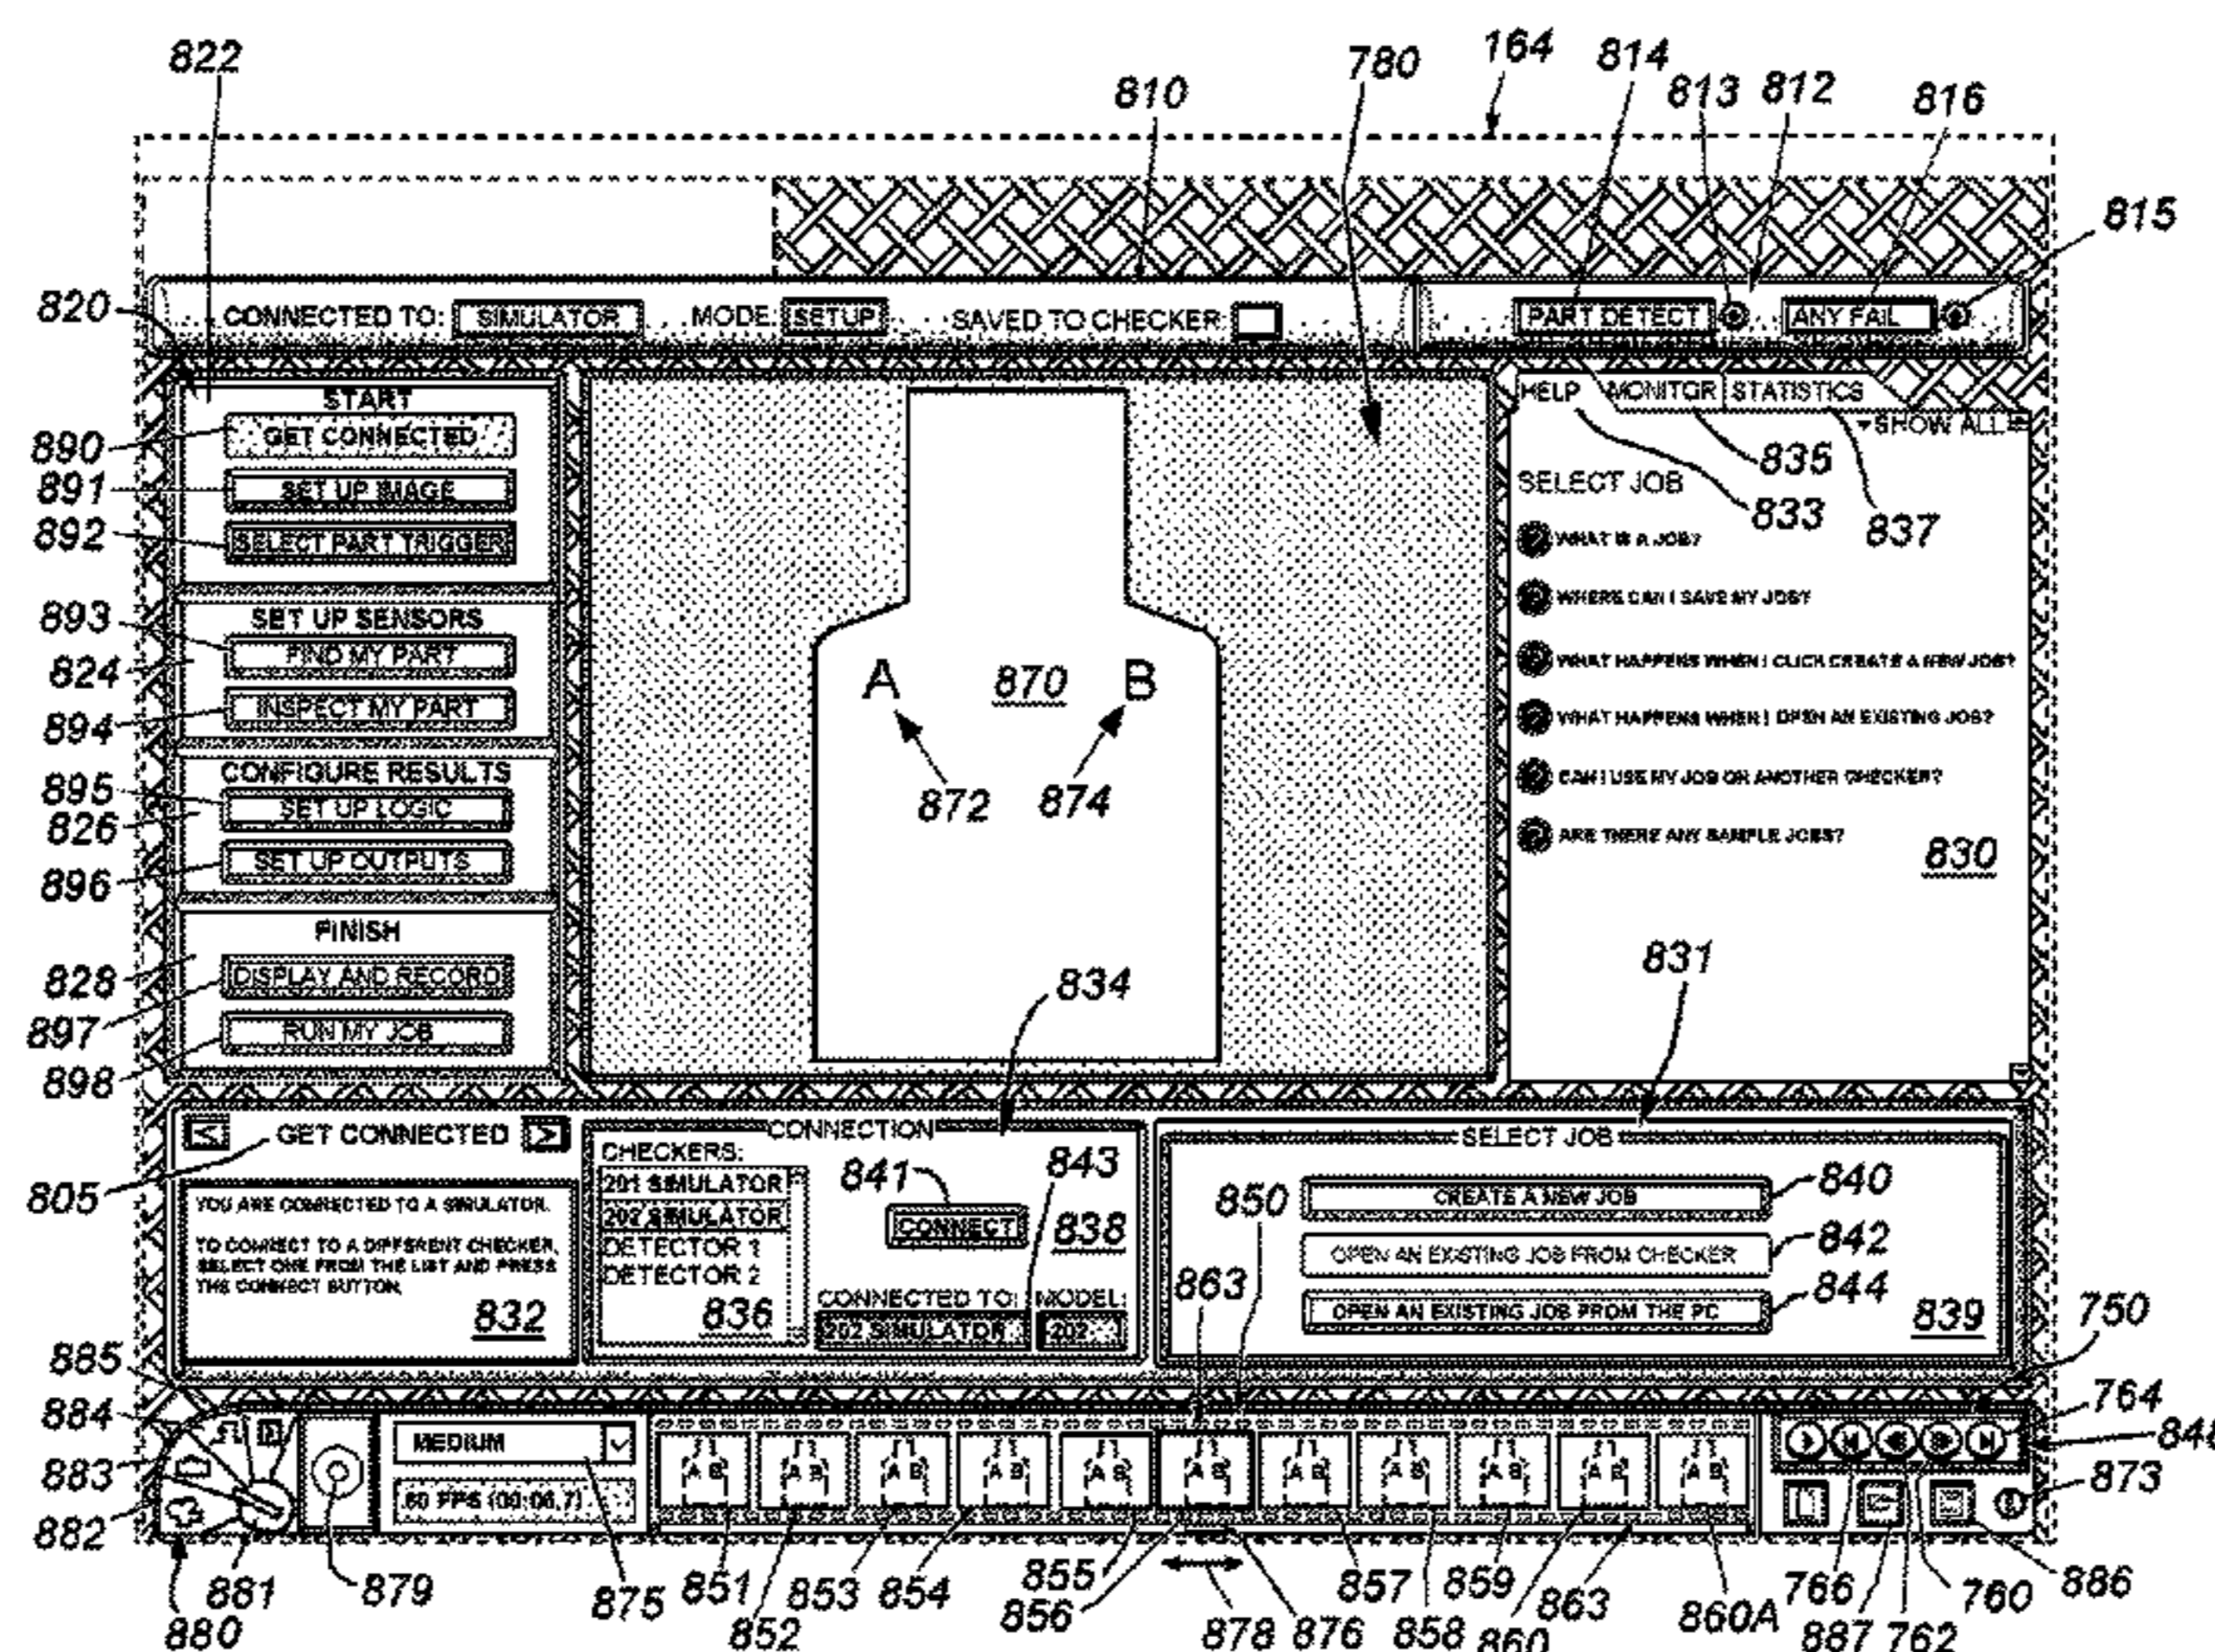 822
810
780
164
814
813
812
816
815
820
CONNECTED TO: SIMULATOR MODE: SETUP SAVED TO CHECKER:
PART DETECT ANY FAIL
START
GET CONNECTED
SET UP IMAGE
SELECT PART TRIGGER
890
891
892
SET UP SENSORS
FIND MY PART
INSPECT MY PART
893
824
894
CONFIGURE RESULTS
SET UP LOGIC
SET UP OUTPUTS
895
826
896
FINISH
DISPLAY AND RECORD
RUN MY JOB
828
897
898
A 870 B
872 874
834
HELP MONITOR STATISTICS
SHOW ALL
835
833
837
SELECT JOB
WHAT IS A JOB?
WHERE CAN I SAVE MY JOB?
WHAT HAPPENS WHEN I CLICK CREATE A NEW JOB?
WHAT HAPPENS WHEN I OPEN AN EXISTING JOB?
CAN I USE MY JOB ON ANOTHER CHECKER?
ARE THERE ANY SAMPLE JOBS?
830
831
< GET CONNECTED >
805
YOU ARE CONNECTED TO A SIMULATOR.
TO CONNECT TO A DIFFERENT CHECKER,
SELECT ONE FROM THE LIST AND PRESS
THE CONNECT BUTTON.
832
CONNECTION
CHECKERS:
201 SIMULATOR
202 SIMULATOR
DETECTOR 1
DETECTOR 2
836
841
CONNECT
843
838
CONNECTED TO: MODEL:
202 SIMULATOR 202
SELECT JOB
850
863
CREATE A NEW JOB
840
OPEN AN EXISTING JOB FROM CHECKER
842
OPEN AN EXISTING JOB FROM THE PC
844
839
750
885
884
883
882
MEDIUM
60 FPS (00:06.7)
A B A B A B A B A B A B A B A B A B A B A B
764
848
873
880
881
879
875
851
852
853
854
855
856
878
876
857
858
859
860
863
860A
766
887
762
760
886